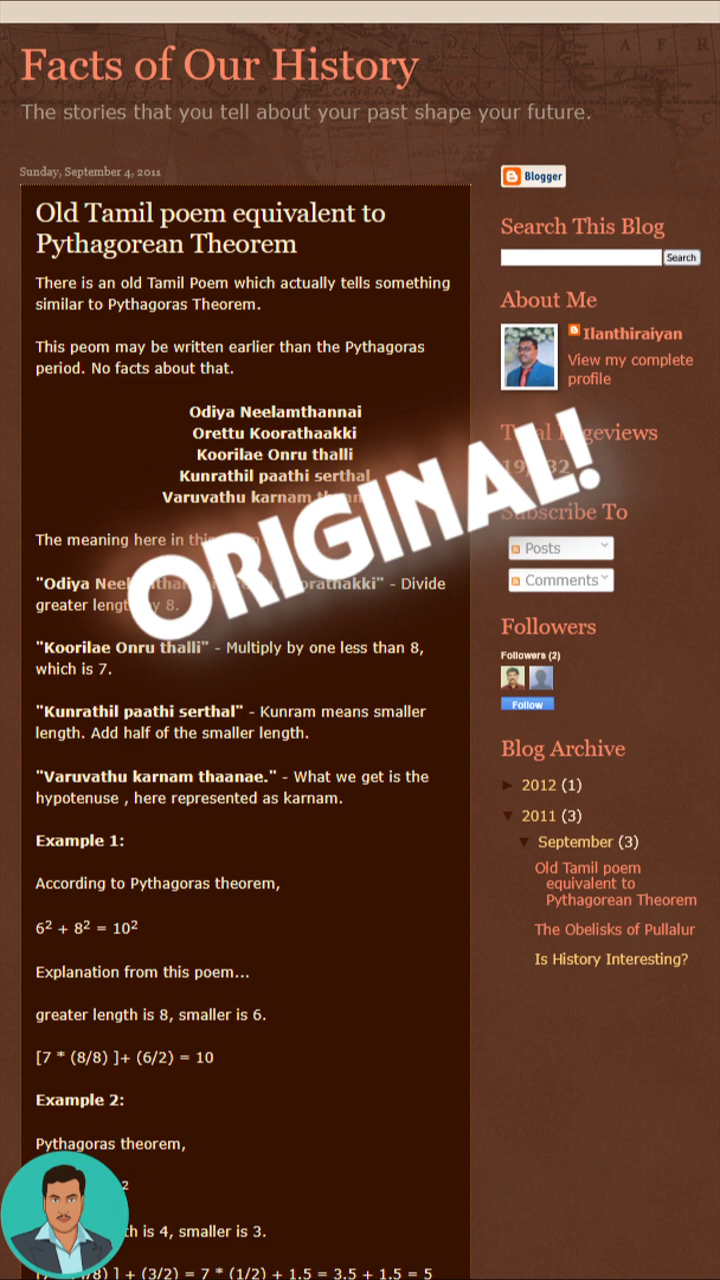 Facts of Our History
The stories that you tell about your past shape your future.
Sunday, September 4, 2011
Old Tamil poem equivalent to
Pythagorean Theorem
There is an old Tamil Poem which actually tells something
similar to Pythagoras Theorem.
This peom may be written earlier than the Pythagoras
period. No facts about that.
Odiya Neelamthannai
Orettu Koorathaakki
Koorilae Onru thalli
Kunrathil paathi serthal
Varuvathu karnam
The meaning here in
ORIGINAL!
"Odiya - Divide
greater 8.
"Koorilae Onru thalli" - Multiply by one less than 8,
which is 7.
"Kunrathil paathi serthal" - Kunram means smaller
length. Add half of the smaller length.
"Varuvathu karnam thaanae." - What we get is the
hypotenuse , here represented as karnam.
Example 1:
According to Pythagoras theorem,
6² + 8² = 10²
Explanation from this poem...
greater length is 8, smaller is 6.
[7 * (8/8) ]+ (6/2) = 10
Example 2:
Pythagoras theorem,
is 4, smaller is 3.
] + (3/2) = 7 * (1/2) + 1.5 = 3.5 + 1.5 = 5
Blogger
Search This Blog
Search
About Me
Ilanthiraiyan
View my complete
profile
Subscribe To
Posts
Comments
Followers
Followers (2)
Follow
Blog Archive
► 2012 (1)
▼ 2011 (3)
▼ September (3)
Old Tamil poem
equivalent to
Pythagorean Theorem
The Obelisks of Pullalur
Is History Interesting?